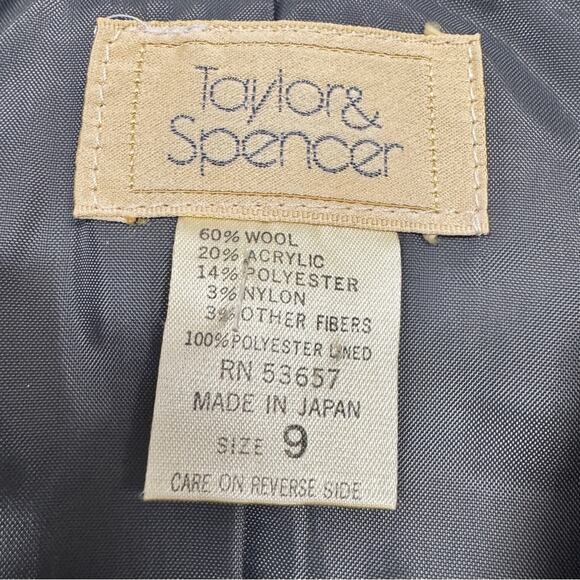 Taylor&
Spencer
60% WOOL
20% ACRYLIC
14% POLYESTER
3% NYLON
3% OTHER FIBERS
100% POLYESTER LINED
RN 53657
MADE IN JAPAN
SIZE 9
CARE ON REVERSE SIDE